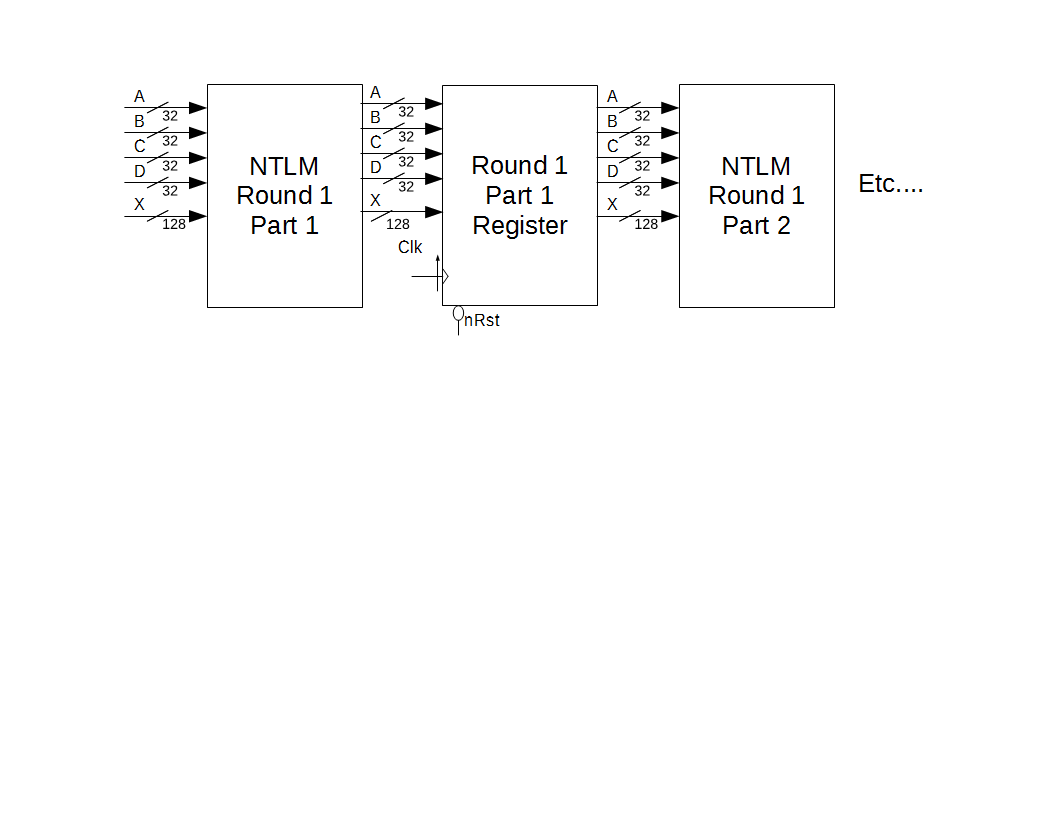 A
32
B
32
C
32
D
32
X
128
NTLM
Round 1
Part 1
A
32
B
32
C
32
D
32
X
128
Clk
Round 1
Part 1
Register
nRst
A
32
B
32
C
32
D
32
X
128
NTLM
Round 1
Part 2
Etc....